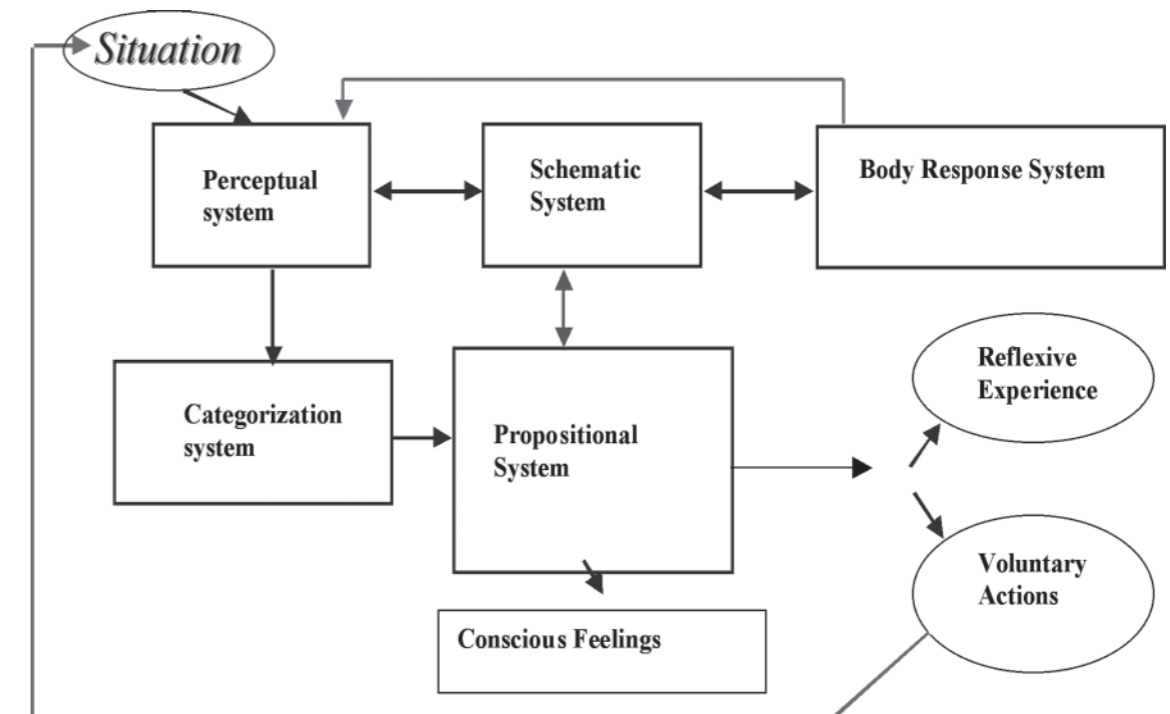 Situation
Perceptual
system
Schematic
System
Body Response System
Categorization
system
Propositional
System
Reflexive
Experience
Voluntary
Actions
Conscious Feelings